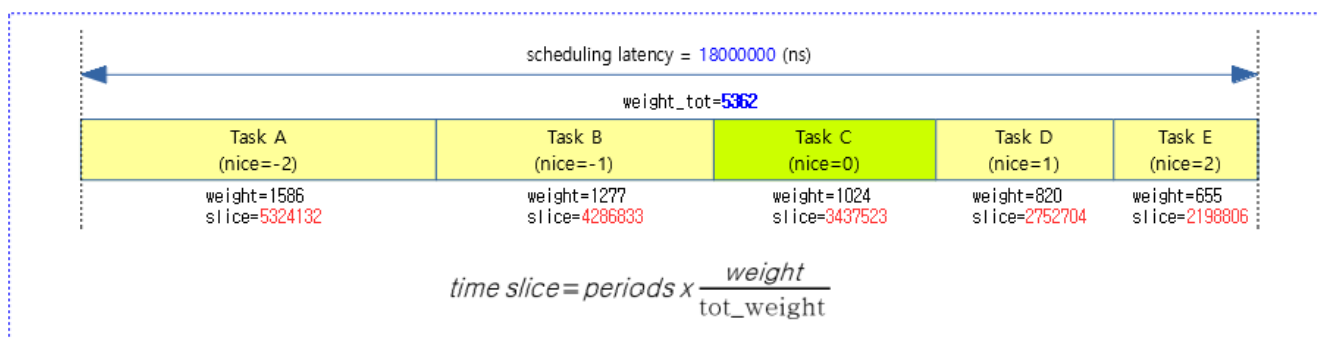 scheduling latency = 18000000 (ns)
weight_tot=5362
Task A Task B Task C Task D Task E
(nice=-2) (nice=-1) (nice=0) (nice=1) (nice=2)
weight=1586 weight=1277 weight=1024 weight=820 weight=655
slice=5324132 slice=4286833 slice=3437523 slice=2752704 slice=2198806
time slice = periods x weight / tot_weight